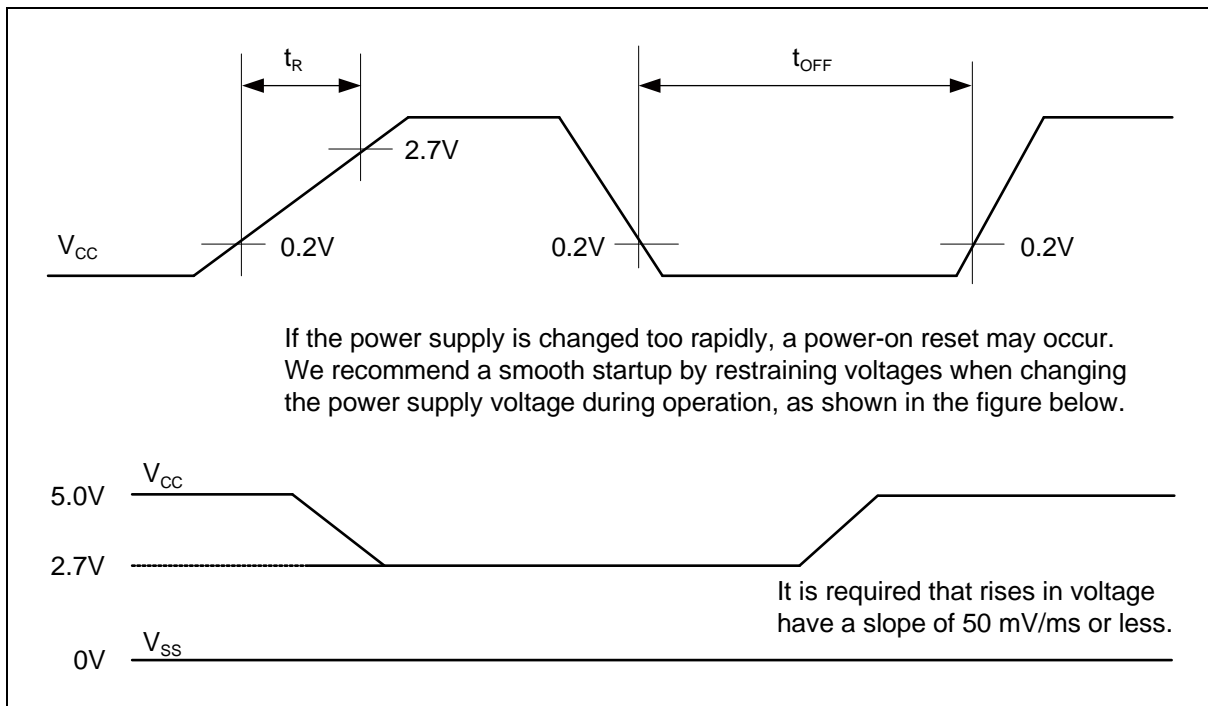 tR
tOFF
2.7V
VCC
0.2V
0.2V
0.2V
If the power supply is changed too rapidly, a power-on reset may occur.
We recommend a smooth startup by restraining voltages when changing
the power supply voltage during operation, as shown in the figure below.
VCC
5.0V
2.7V
It is required that rises in voltage
have a slope of 50 mV/ms or less.
VSS
0V